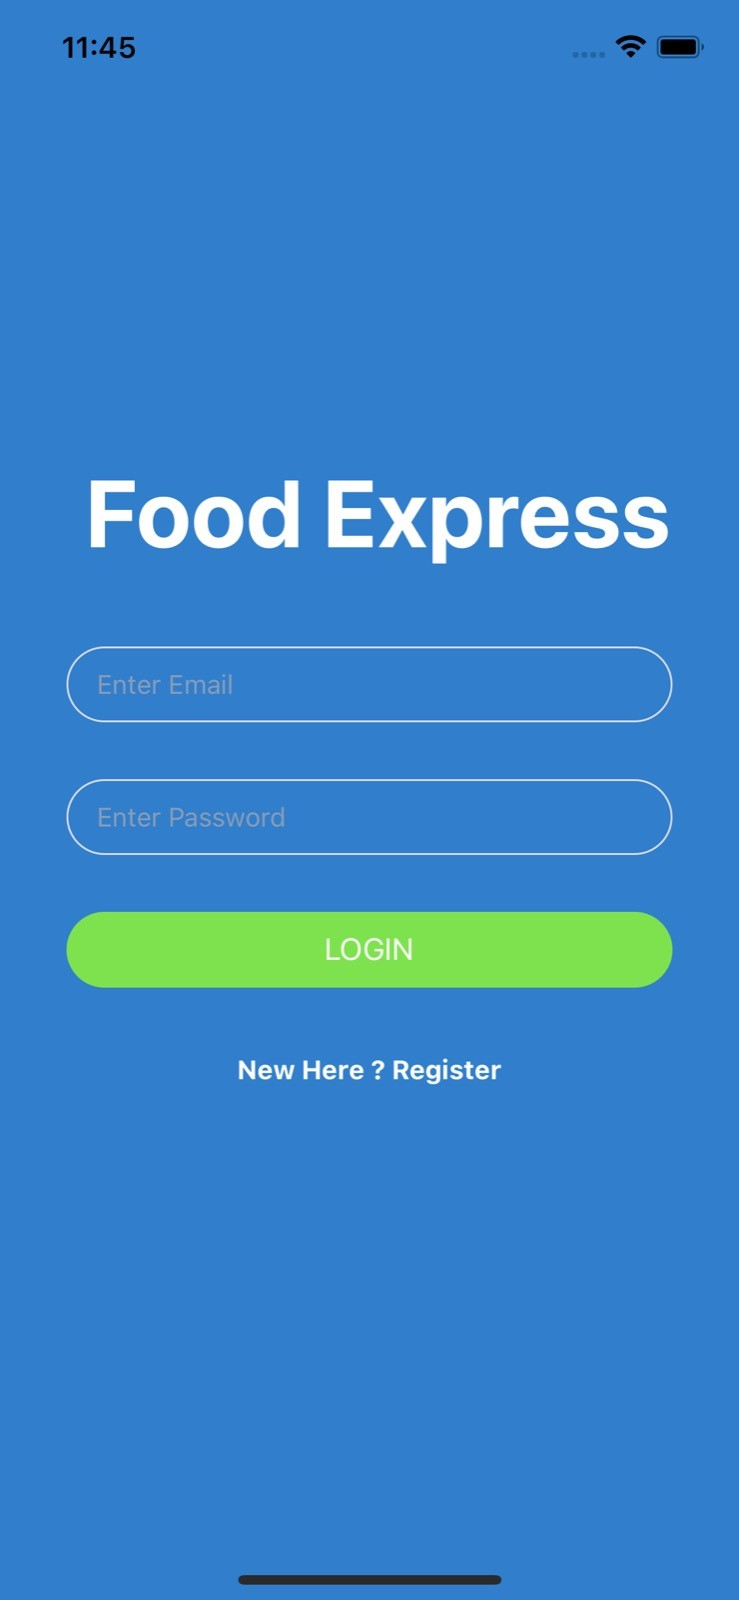 11:45
Food Express
Enter Email
Enter Password
LOGIN
New Here ? Register